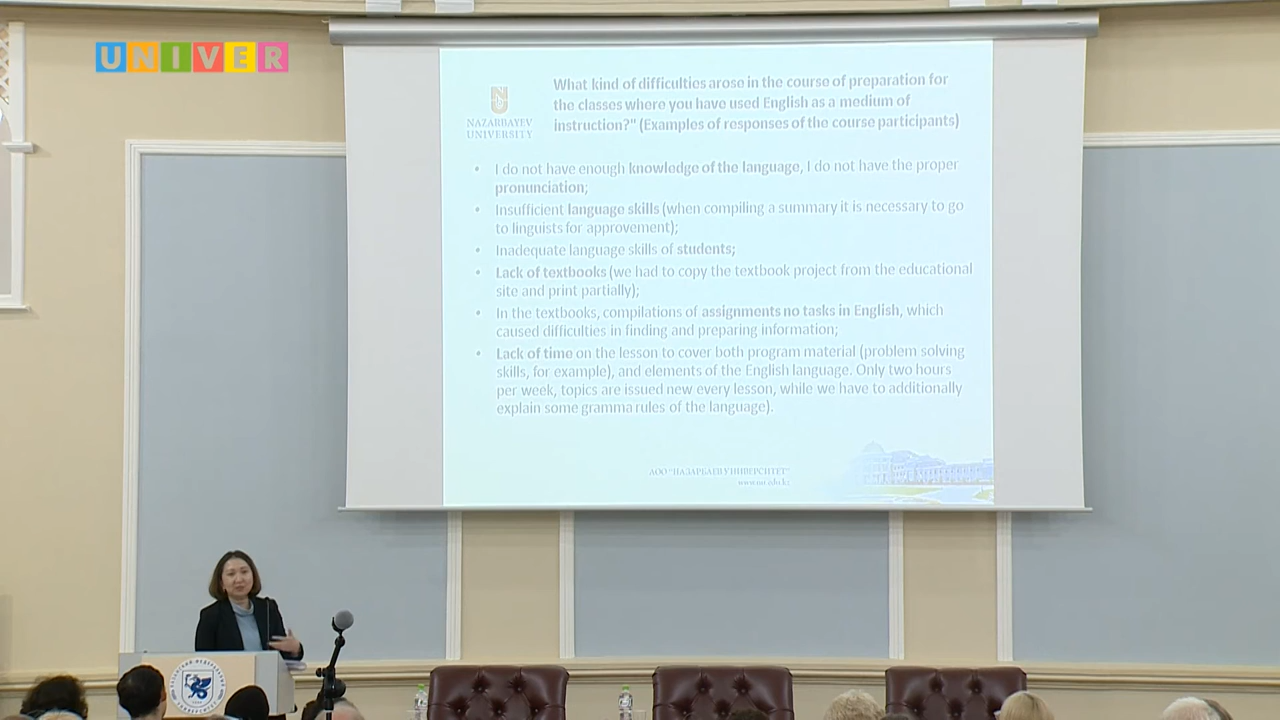 UNIVER
NAZARBAYEV
UNIVERSITY
What kind of difficulties arose in the course of preparation for
the classes where you have used English as a medium of
instruction?" (Examples of responses of the course participants)
• I do not have enough knowledge of the language, I do not have the proper
pronunciation;
• Insufficient language skills (when compiling a summary it is necessary to go
to linguists for approvement);
• Inadequate language skills of students;
• Lack of textbooks (we had to copy the textbook project from the educational
site and print partially);
• In the textbooks, compilations of assignments no tasks in English, which
caused difficulties in finding and preparing information;
• Lack of time on the lesson to cover both program material (problem solving
skills, for example), and elements of the English language. Only two hours
per week, topics are issued new every lesson, while we have to additionally
explain some gramma rules of the language).
АОО "НАЗАРБАЕВ УНИВЕРСИТЕТ"
www.nu.edu.kz